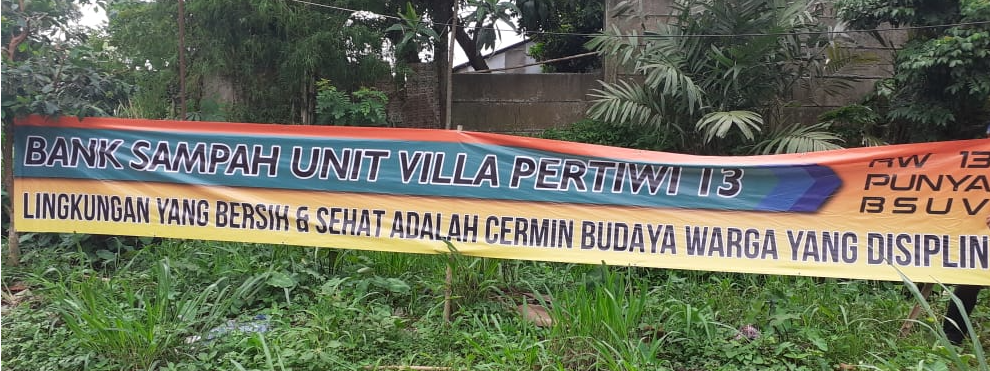 BANK SAMPAH UNIT VILLA PERTIWI 13
LINGKUNGAN YANG BERSIH & SEHAT ADALAH CERMIN BUDAYA WARGA YANG DISIPLIN
RW 13
PUNYA
BSUV